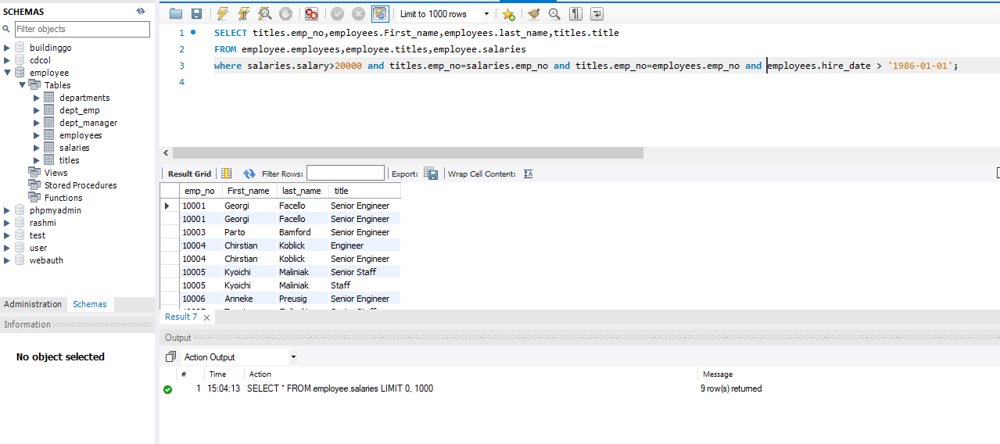 SCHEMAS
Filter objects
buildinggo
cdcol
employee
Tables
departments
dept_emp
dept_manager
employees
salaries
titles
Views
Stored Procedures
Functions
phpmyadmin
rashmi
test
user
webauth
Administration Schemas
Information
No object selected
Limit to 1000 rows
1 SELECT titles.emp_no,employees.First_name,employees.last_name,titles.title
2 FROM employee.employees,employee.titles,employee.salaries
3 where salaries.salary>20000 and titles.emp_no=salaries.emp_no and titles.emp_no=employees.emp_no and employees.hire_date > '1986-01-01';
4
Result Grid Filter Rows: Export: Wrap Cell Content:
emp_no First_name last_name title
10001 Georgi Facello Senior Engineer
10001 Georgi Facello Senior Engineer
10003 Parto Bamford Senior Engineer
10004 Chirstian Koblick Engineer
10004 Chirstian Koblick Senior Engineer
10005 Kyoichi Maliniak Senior Staff
10005 Kyoichi Maliniak Staff
10006 Anneke Preusig Senior Engineer
Result 7
Output
Action Output
# Time Action Message
1 15:04:13 SELECT * FROM employee.salaries LIMIT 0, 1000 9 row(s) returned